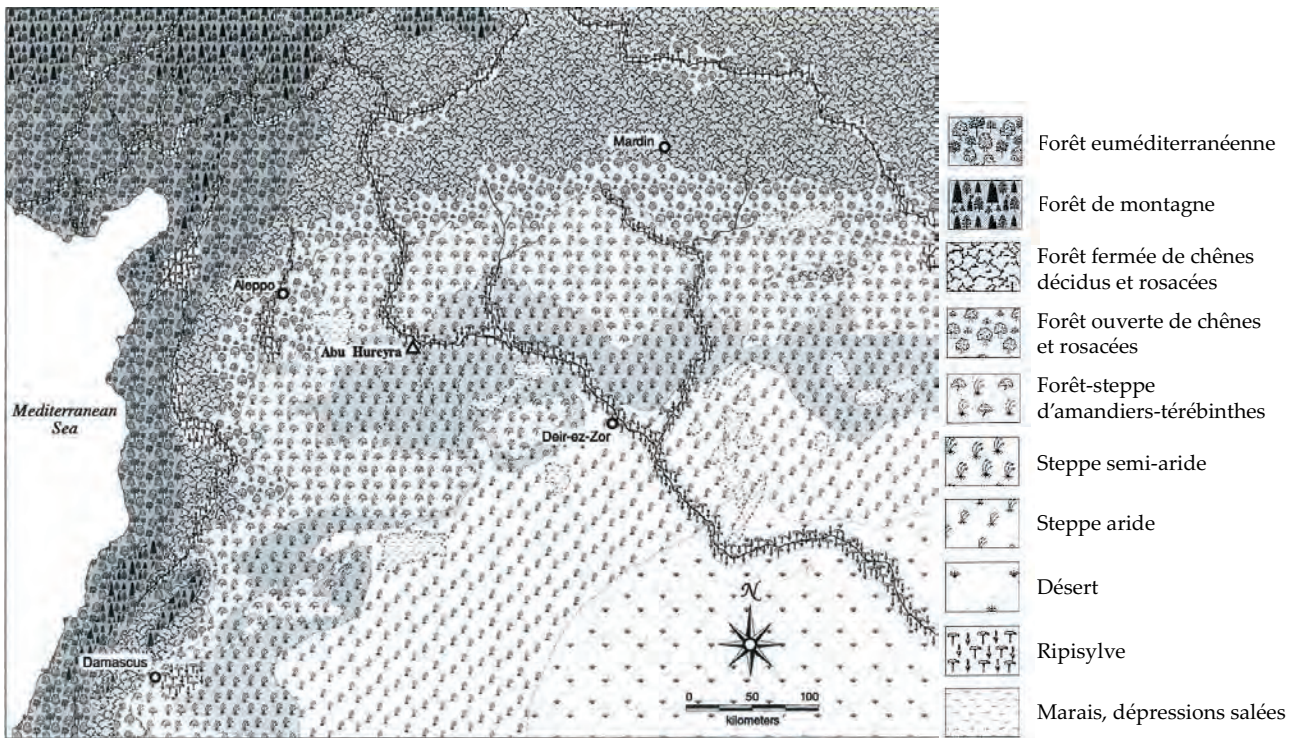 Mardin
Aleppo
Abu Hureyra
Mediterranean
Sea
Deir-ez-Zor
Damascus
N
0 50 100
kilometers
Forêt euméditerranéenne
Forêt de montagne
Forêt fermée de chênes
décidus et rosacées
Forêt ouverte de chênes
et rosacées
Forêt-steppe
d'amandiers-térébinthes
Steppe semi-aride
Steppe aride
Désert
Ripisylve
Marais, dépressions salées